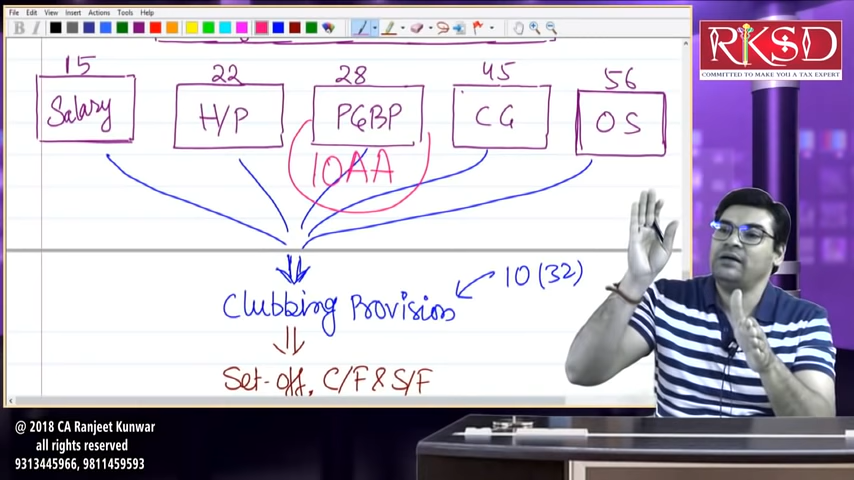 File Edit View Insert Actions Tools Help
B
RKSD
COMMITTED TO MAKE YOU A TAX EXPERT
15 22 28 45 56
Salary H/P PGBP CG OS
10AA
10 (32)
Clubbing Provision
Set-off, C/F & S/F
@ 2018 CA Ranjeet Kunwar
all rights reserved
9313445966, 9811459593